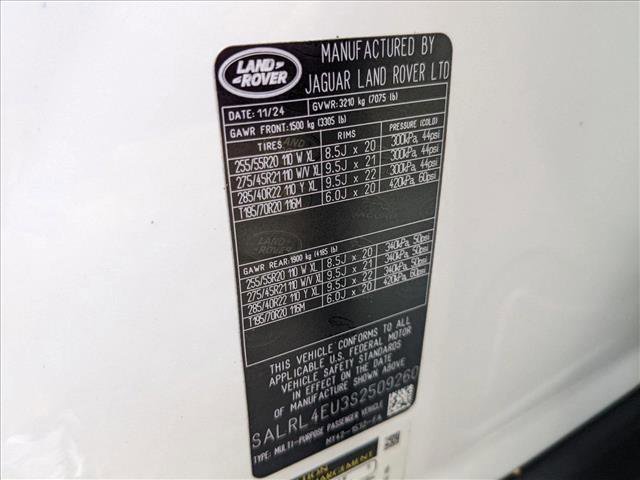 LAND ROVER
MANUFACTURED BY
JAGUAR LAND ROVER LTD
DATE: 11/24 GVWR: 3210 kg (7075 lb)
GAWR FRONT: 1500 kg (3305 lb)
TIRES RIMS PRESSURE (COLD)
255/55R20 110 W XL 8.5J x 20 300kPa, 44psi
275/45R21 110 W/V XL 9.5J x 21 300kPa, 44psi
285/40R22 110 Y XL 9.5J x 22 300kPa, 44psi
T195/70R20 116M 6.0J x 20 420kPa, 60psi
GAWR REAR: 1900 kg (4185 lb)
255/55R20 110 W XL 8.5J x 20 340kPa, 50psi
275/45R21 110 W/V XL 9.5J x 21 340kPa, 50psi
285/40R22 110 Y XL 9.5J x 22 340kPa, 50psi
T195/70R20 116M 6.0J x 20 420kPa, 60psi
THIS VEHICLE CONFORMS TO ALL
APPLICABLE U.S. FEDERAL MOTOR
VEHICLE SAFETY STANDARDS
IN EFFECT ON THE DATE
OF MANUFACTURE SHOWN ABOVE
SALRL4EU3S2509260
TYPE: MULTI-PURPOSE PASSENGER VEHICLE